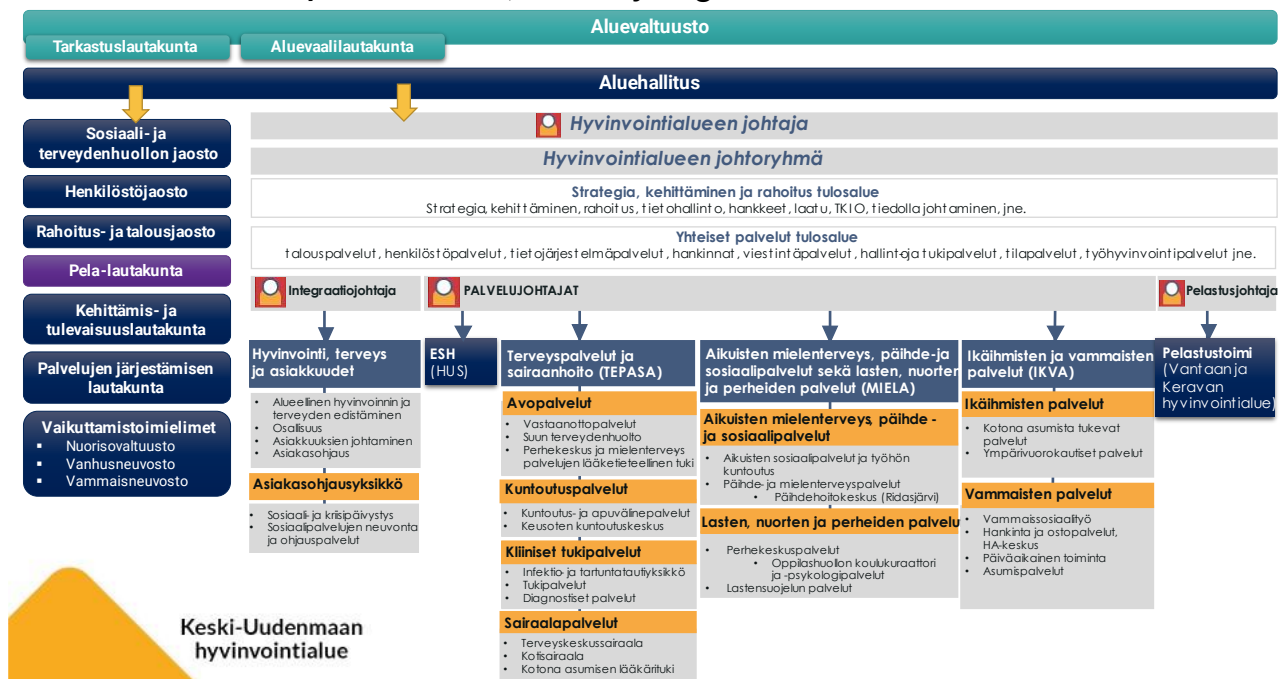 Aluevaltuusto
Tarkastuslautakunta
Aluevaalilautakunta
Aluehallitus
Sosiaali- ja
terveydenhuollon jaosto
Henkilöstöjaosto
Rahoitus- ja talousjaosto
Pela-lautakunta
Kehittämis- ja
tulevaisuuslautakunta
Palvelujen järjestämisen
lautakunta
Vaikuttamistoimielimet
▪ Nuorisovaltuusto
▪ Vanhusneuvosto
▪ Vammaisneuvosto
Hyvinvointialueen johtaja
Hyvinvointialueen johtoryhmä
Strategia, kehittäminen ja rahoitus tulosalue
Strategia, kehittäminen, rahoitus, tietohallinto, hankkeet, laatu, TKIO, tiedolla johtaminen, jne.
Yhteiset palvelut tulosalue
talouspalvelut, henkilöstöpalvelut, tietojärjestelmäpalvelut, hankinnat, viestintäpalvelut, hallinto-ja tukipalvelut, tilapalvelut, työhyvinvointipalvelut jne.
Integraatiojohtaja
PALVELUJOHTAJAT
Pelastusjohtaja
Hyvinvointi, terveys
ja asiakkuudet
• Alueellinen hyvinvoinnin ja
terveyden edistäminen
• Osallisuus
• Asiakkuuksien johtaminen
• Asiakasohjaus
Asiakasohjausyksikkö
• Sosiaali- ja kriisipäivystys
• Sosiaalipalvelujen neuvonta
ja ohjauspalvelut
ESH
(HUS)
Terveyspalvelut ja
sairaanhoito (TEPASA)
Avopalvelut
• Vastaanottopalvelut
• Suun terveydenhuolto
• Perhekeskus ja mielenterveys
palvelujen lääketieteellinen tuki
Kuntoutuspalvelut
• Kuntoutus- ja apuvälinepalvelut
• Keusoten kuntoutuskeskus
Kliiniset tukipalvelut
• Infektio- ja tartuntatautiyksikkö
• Tukipalvelut
• Diagnostiset palvelut
Sairaalapalvelut
• Terveyskeskussairaala
• Kotisairaala
• Kotona asumisen lääkärituki
Aikuisten mielenterveys, päihde-ja
sosiaalipalvelut sekä lasten, nuorten
ja perheiden palvelut (MIELA)
Aikuisten mielenterveys, päihde -
ja sosiaalipalvelut
• Aikuisten sosiaalipalvelut ja työhön
kuntoutus
• Päihde- ja mielenterveyspalvelut
• Päihdehoitokeskus (Ridasjärvi)
Lasten, nuorten ja perheiden palvelu
• Perhekeskuspalvelut
• Oppilashuollon koulukuraattori
ja -psykologipalvelut
• Lastensuojelun palvelut
Ikäihmisten ja vammaisten
palvelut (IKVA)
Ikäihmisten palvelut
• Kotona asumista tukevat
palvelut
• Ympärivuorokautiset palvelut
Vammaisten palvelut
• Vammaissosiaalityö
• Hankinta ja ostopalvelut,
HA-keskus
• Päiväaikainen toiminta
• Asumispalvelut
Pelastustoimi
(Vantaan ja
Keravan
hyvinvointialue)
Keski-Uudenmaan
hyvinvointialue